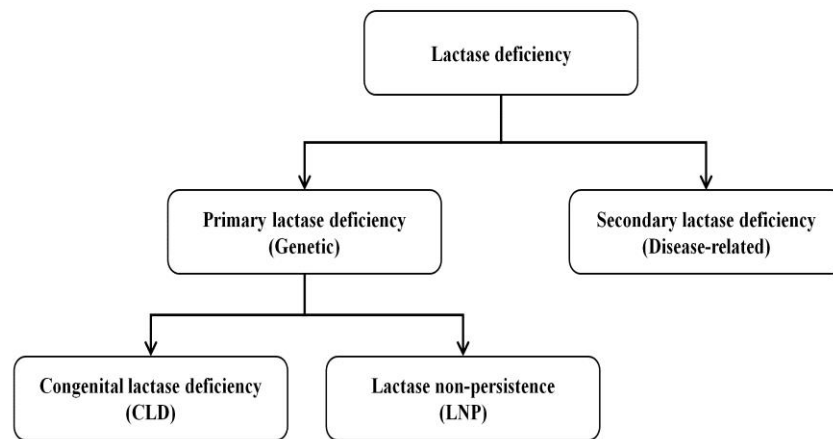 Lactase deficiency
Primary lactase deficiency
(Genetic)
Secondary lactase deficiency
(Disease-related)
Congenital lactase deficiency
(CLD)
Lactase non-persistence
(LNP)